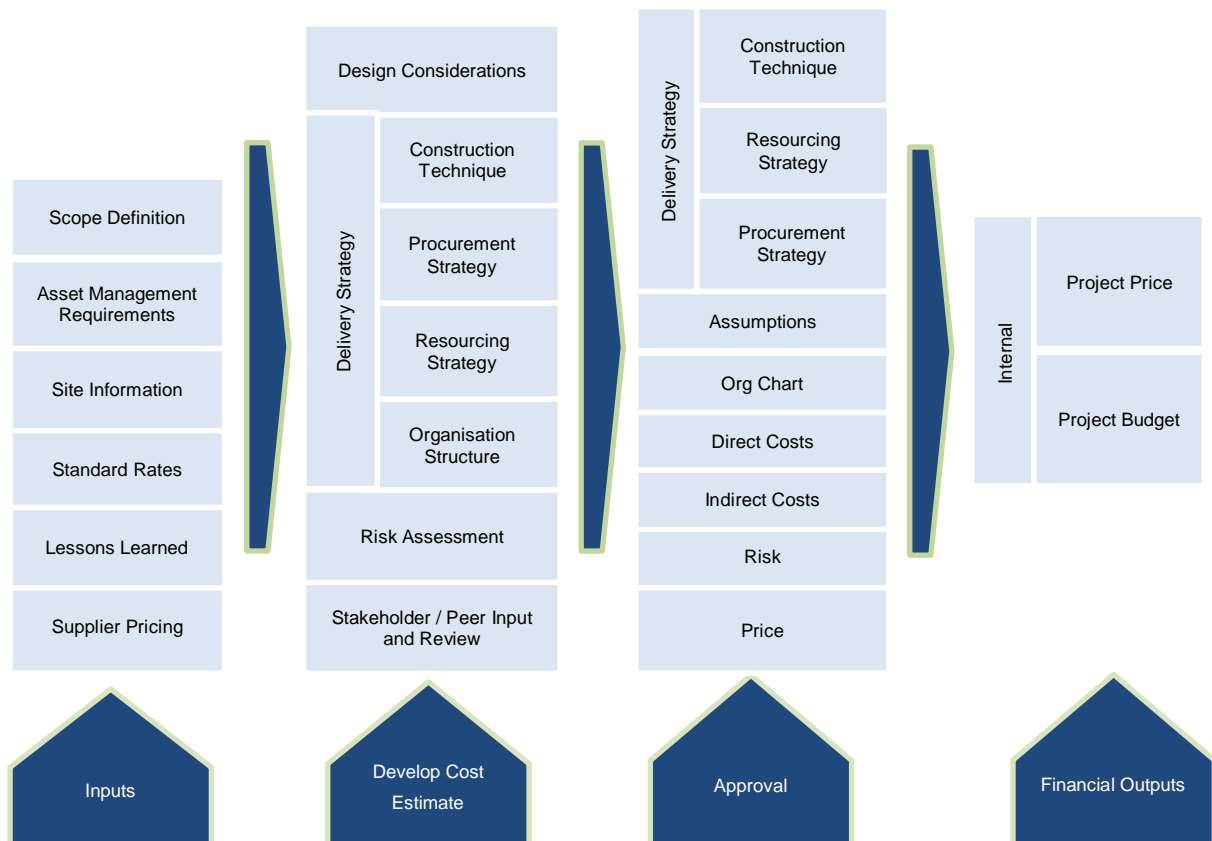 Scope Definition
Asset Management
Requirements
Site Information
Standard Rates
Lessons Learned
Supplier Pricing
Inputs
Design Considerations
Delivery Strategy
Construction
Technique
Procurement
Strategy
Resourcing
Strategy
Organisation
Structure
Risk Assessment
Stakeholder / Peer Input
and Review
Develop Cost
Estimate
Delivery Strategy
Construction
Technique
Resourcing
Strategy
Procurement
Strategy
Assumptions
Org Chart
Direct Costs
Indirect Costs
Risk
Price
Approval
Internal
Project Price
Project Budget
Financial Outputs